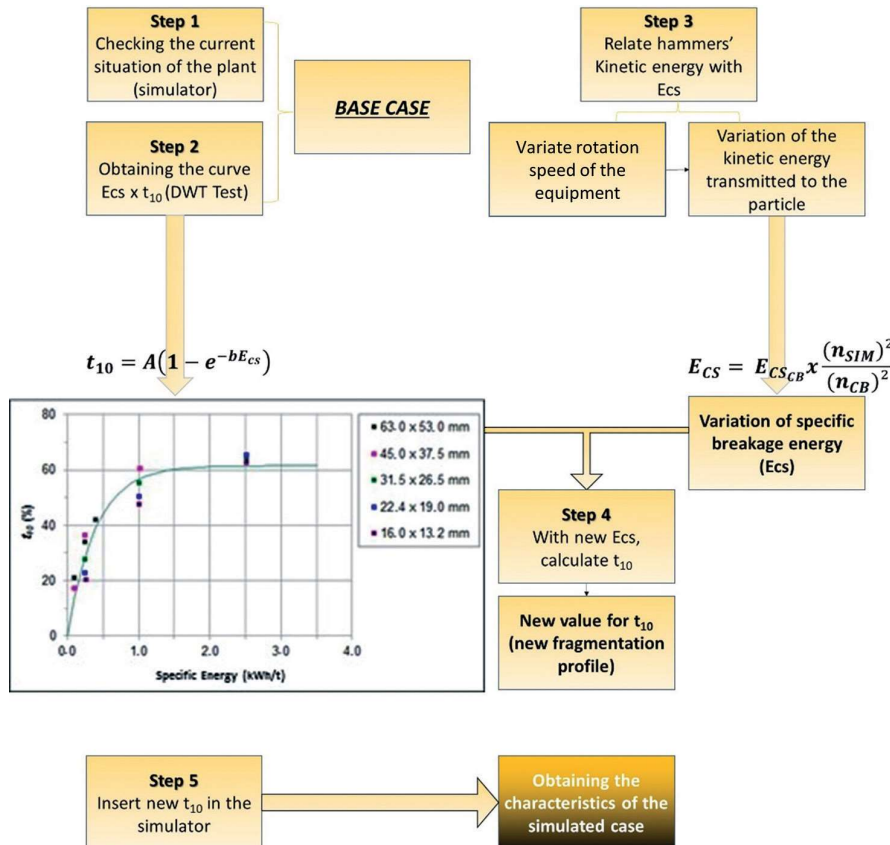 Step 1
Checking the current
situation of the plant
(simulator)
BASE CASE
Step 2
Obtaining the curve
Ecs x t₁₀ (DWT Test)
Step 3
Relate hammers'
Kinetic energy with
Ecs
Variate rotation
speed of the
equipment
Variation of the
kinetic energy
transmitted to the
particle
t₁₀ = A(1 − e^(−bE_CS))
E_CS = E_CS_CB x (n_SIM)² / (n_CB)²
80
60
40
20
0
t₁₀ (%)
0.0 1.0 2.0 3.0 4.0
Specific Energy (kWh/t)
63.0 x 53.0 mm
45.0 x 37.5 mm
31.5 x 26.5 mm
22.4 x 19.0 mm
16.0 x 13.2 mm
Variation of specific
breakage energy
(Ecs)
Step 4
With new Ecs,
calculate t₁₀
New value for t₁₀
(new fragmentation
profile)
Step 5
Insert new t₁₀ in the
simulator
Obtaining the
characteristics of the
simulated case